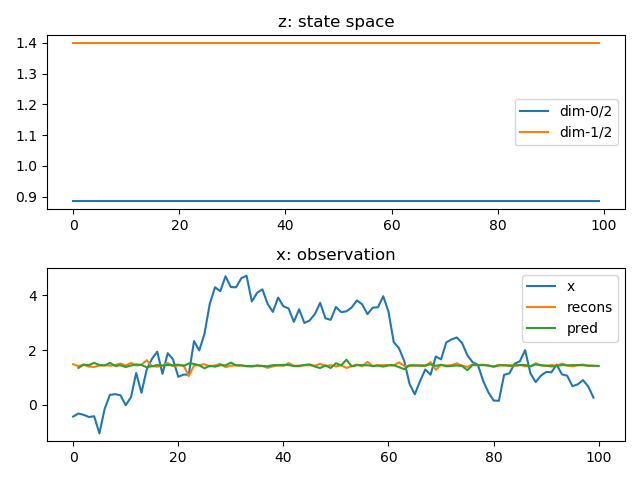 z: state space
1.4
1.3
1.2
1.1
1.0
0.9
dim-0/2
dim-1/2
0 20 40 60 80 100
x: observation
4
2
0
x
recons
pred
0 20 40 60 80 100